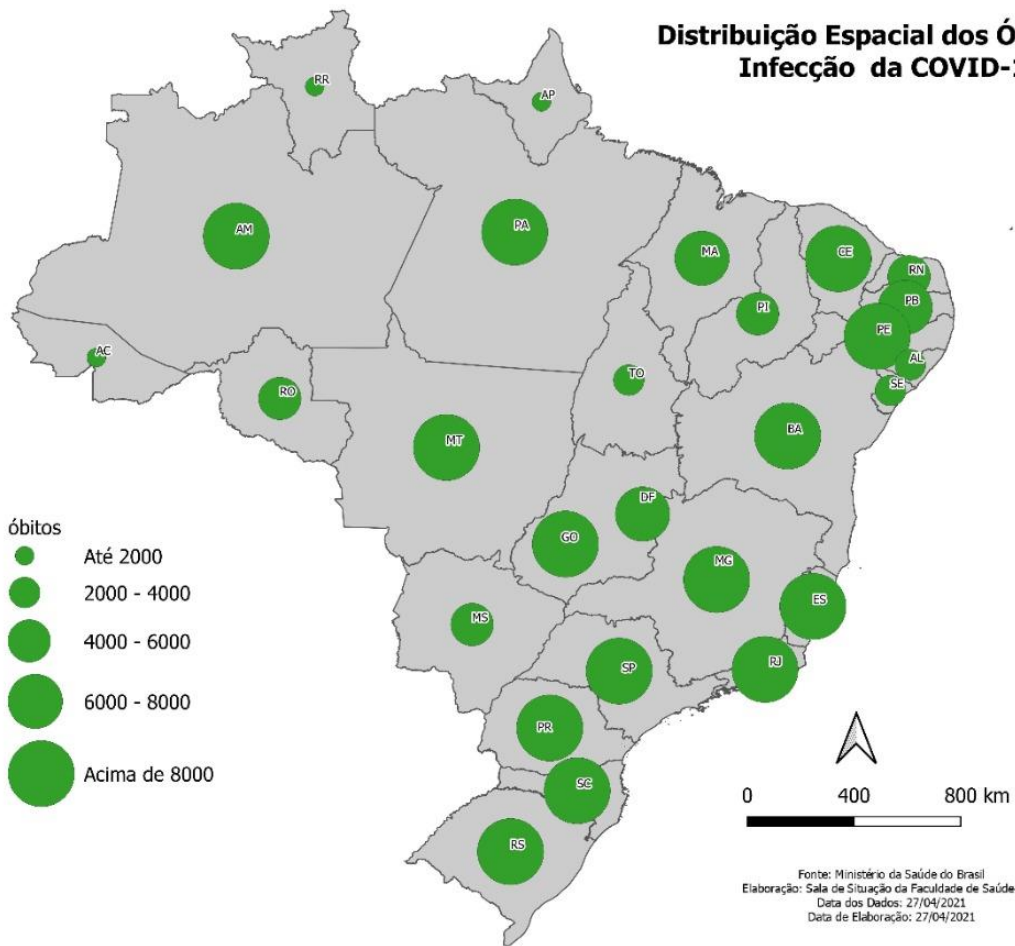 Distribuição Espacial dos Ó
Infecção da COVID-1
RR
AP
AM
PA
MA
CE
RN
PB
PI
PE
AC
AL
TO
SE
RO
BA
MT
DF
GO
MG
ES
MS
SP
RJ
PR
SC
RS
óbitos
Até 2000
2000 - 4000
4000 - 6000
6000 - 8000
Acima de 8000
0 400 800 km
Fonte: Ministério da Saúde do Brasil
Elaboração: Sala de Situação da Faculdade de Saúde
Data dos Dados: 27/04/2021
Data de Elaboração: 27/04/2021